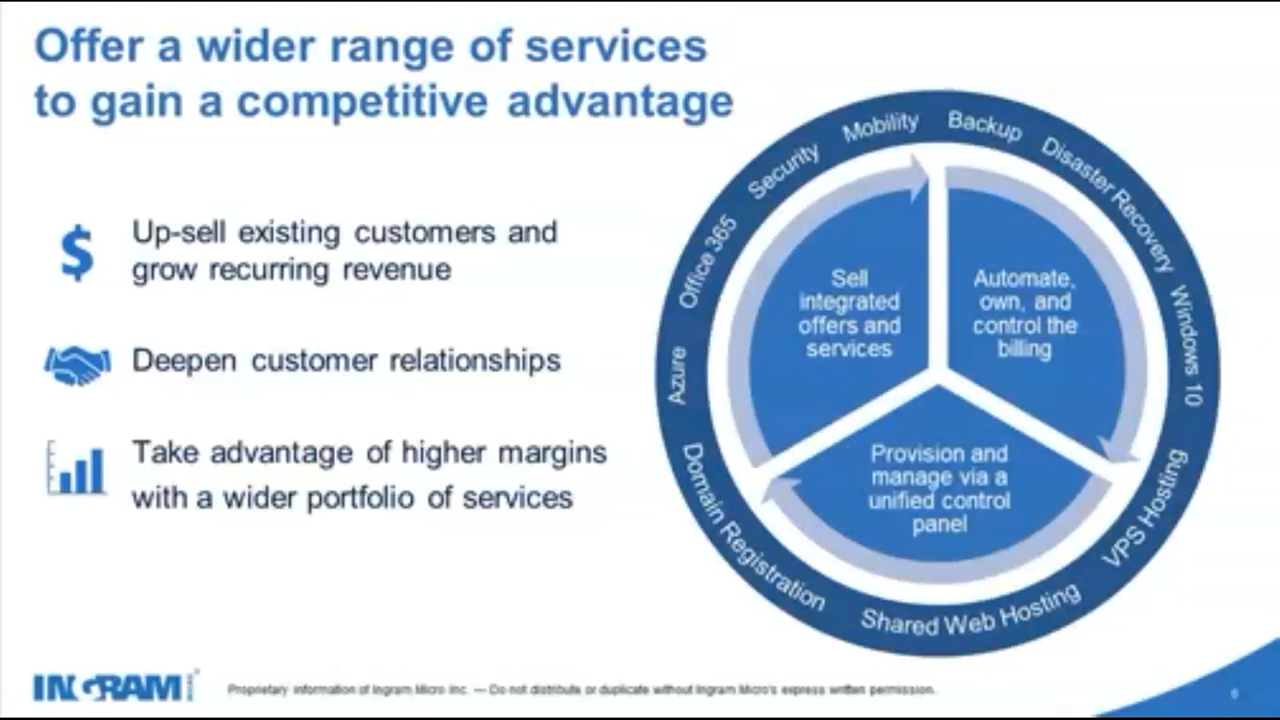 Offer a wider range of services
to gain a competitive advantage
$
Up-sell existing customers and
grow recurring revenue
Deepen customer relationships
Take advantage of higher margins
with a wider portfolio of services
Azure
Office 365
Security
Mobility
Backup
Disaster Recovery
Windows 10
VPS Hosting
Shared Web Hosting
Domain Registration
Sell
integrated
offers and
services
Automate,
own, and
control the
billing
Provision and
manage via a
unified control
panel
INGRAM
Proprietary information of Ingram Micro Inc. — Do not distribute or duplicate without Ingram Micro's express written permission.